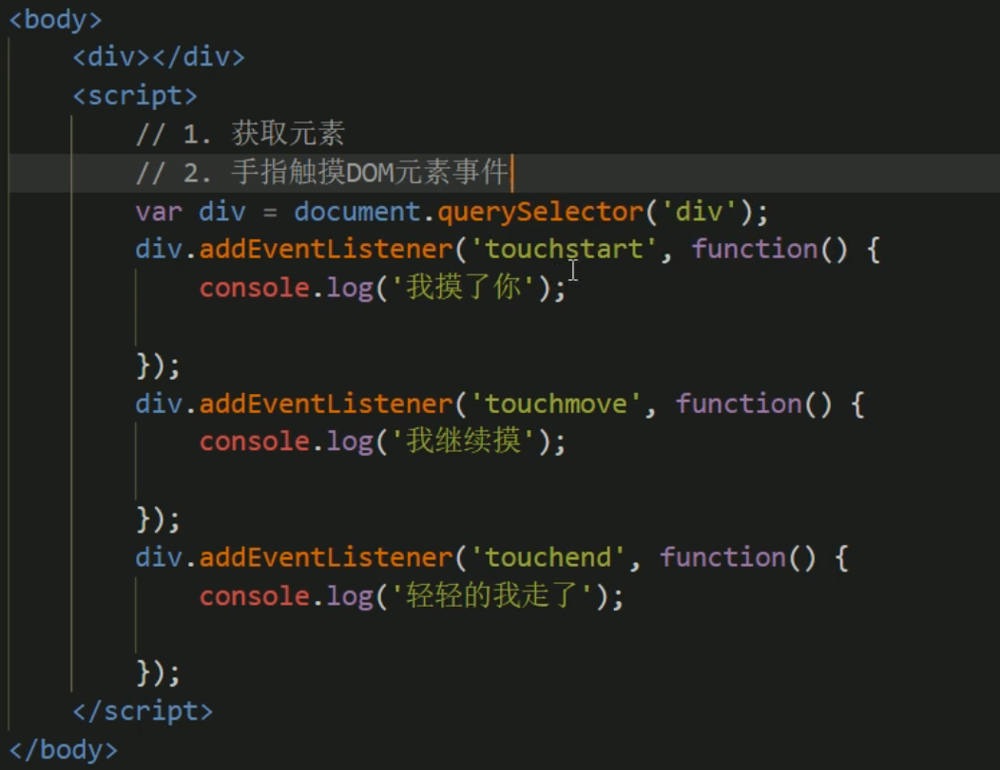 <body>
<div></div>
<script>
// 1. 获取元素
// 2. 手指触摸DOM元素事件
var div = document.querySelector('div');
div.addEventListener('touchstart', function() {
console.log('我摸了你');
});
div.addEventListener('touchmove', function() {
console.log('我继续摸');
});
div.addEventListener('touchend', function() {
console.log('轻轻的我走了');
});
</script>
</body>